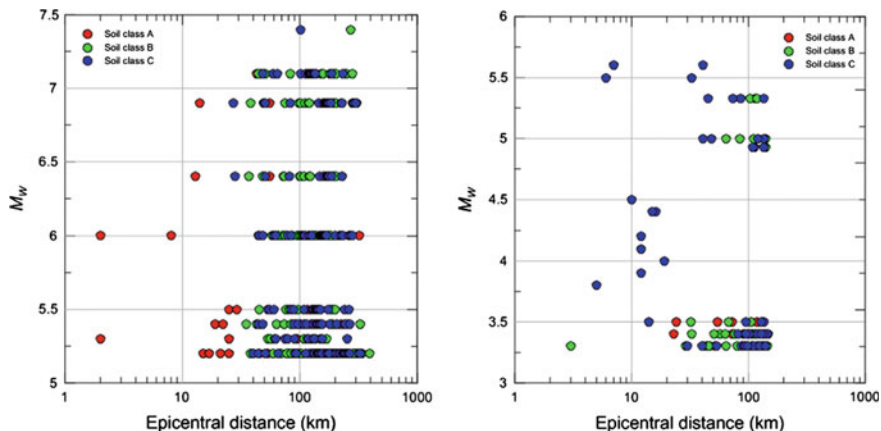 7.5
7
6.5
6
5.5
5
M_W
Soil class A
Soil class B
Soil class C
1
10
100
1000
Epicentral distance (km)
6
5.5
5
4.5
4
3.5
3
M_W
Soil class A
Soil class B
Soil class C
1
10
100
1000
Epicentral distance (km)